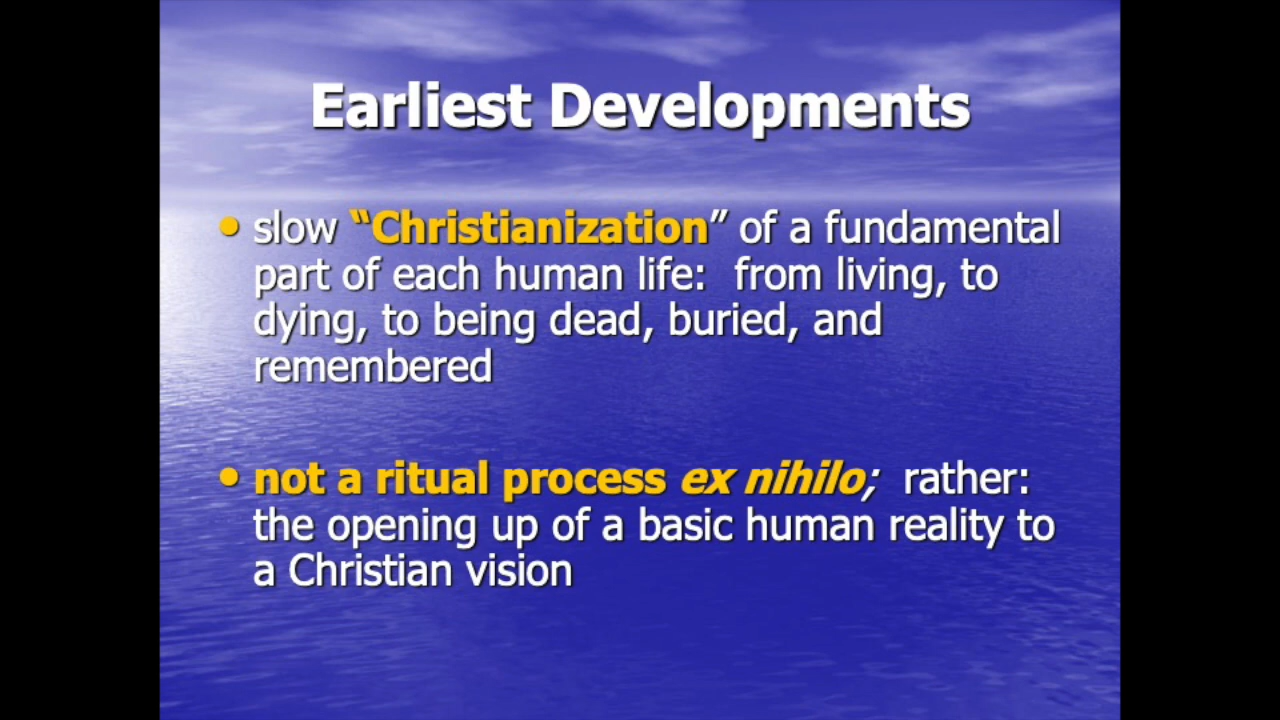 Earliest Developments
• slow “Christianization” of a fundamental
part of each human life:  from living, to
dying, to being dead, buried, and
remembered
• not a ritual process ex nihilo;  rather:
the opening up of a basic human reality to
a Christian vision